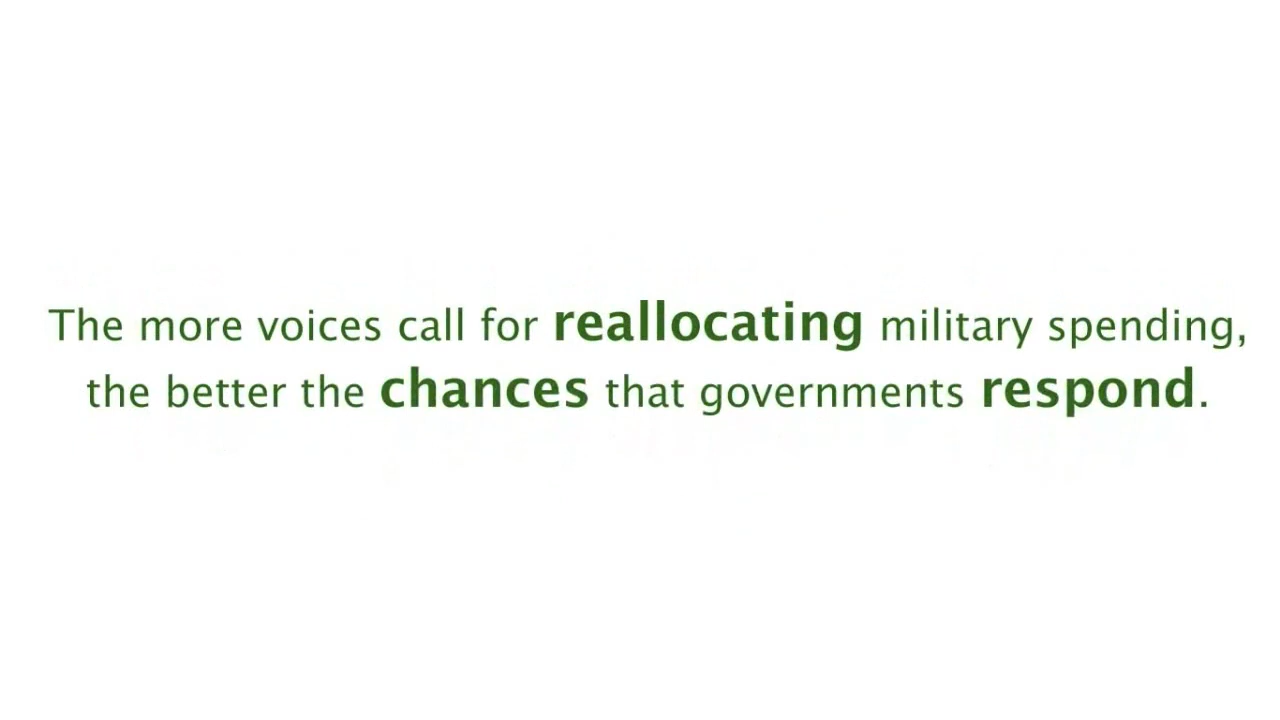 The more voices call for reallocating military spending,
the better the chances that governments respond.